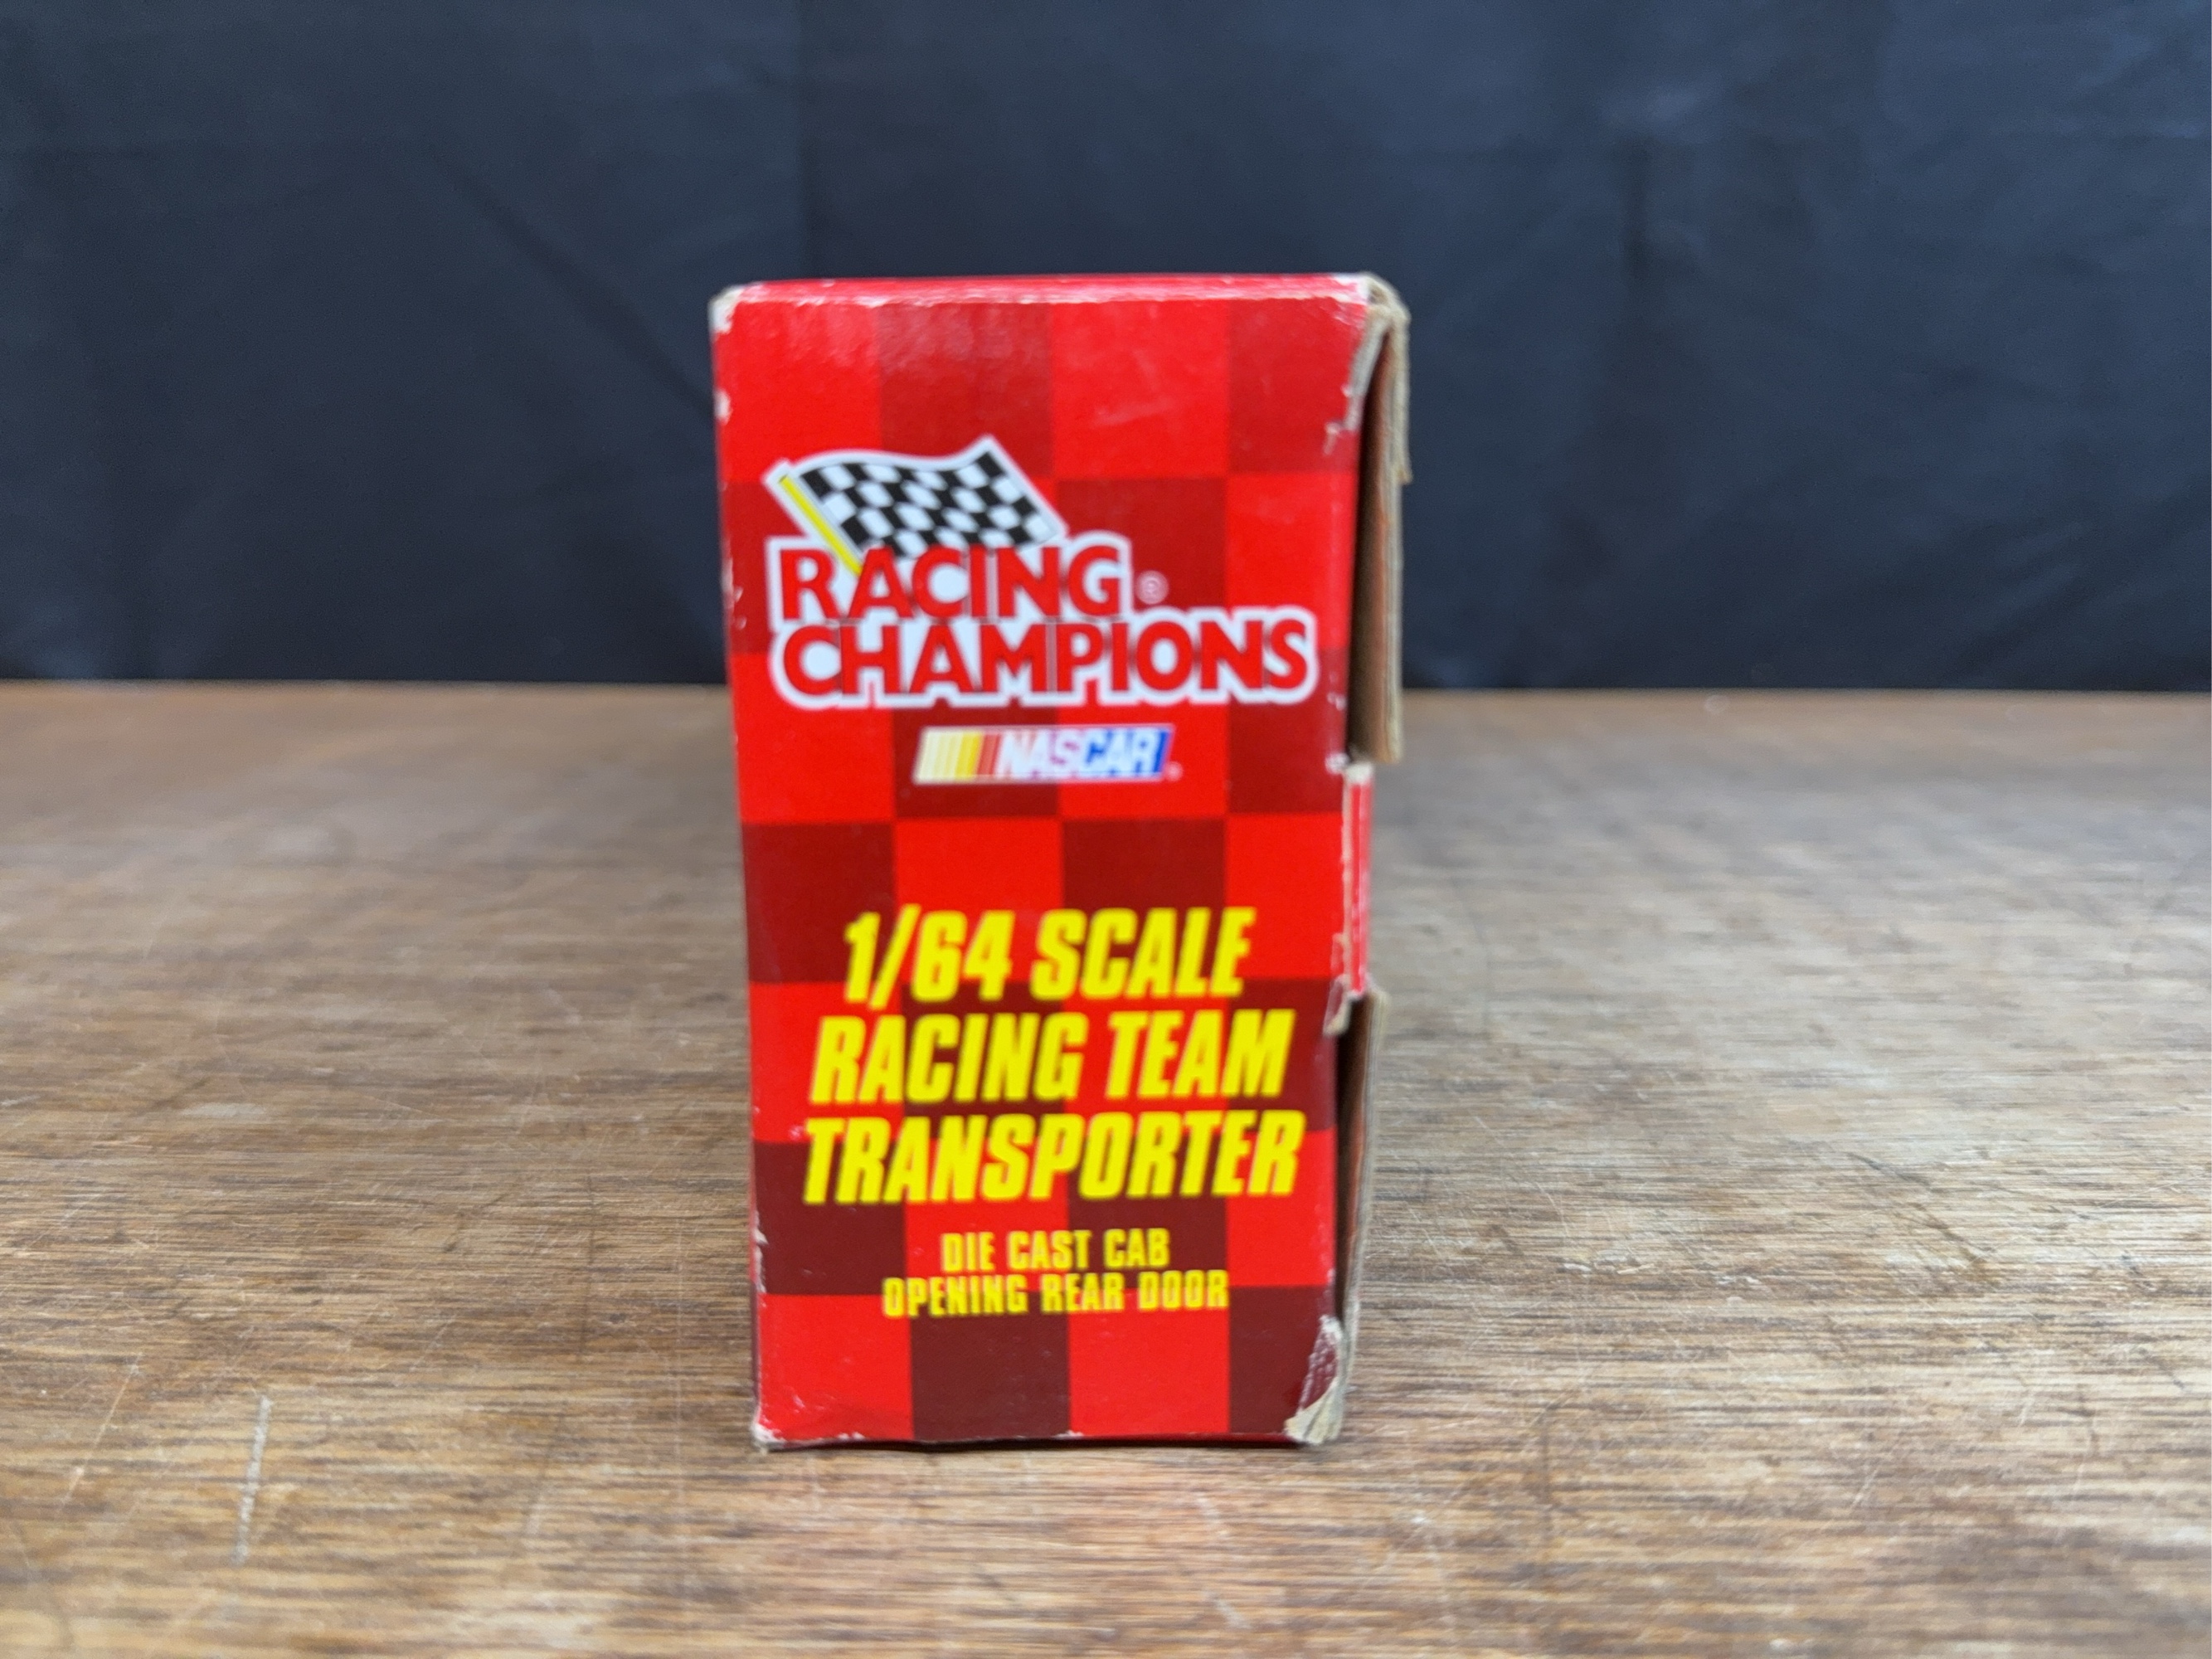 RACING®
CHAMPIONS
NASCAR
1/64 SCALE
RACING TEAM
TRANSPORTER
DIE CAST CAB
OPENING REAR DOOR